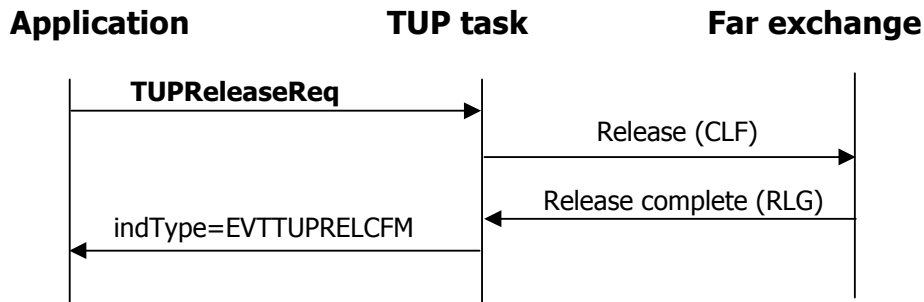 Application TUP task Far exchange
TUPReleaseReq
Release (CLF)
Release complete (RLG)
indType=EVTTUPRELCFM